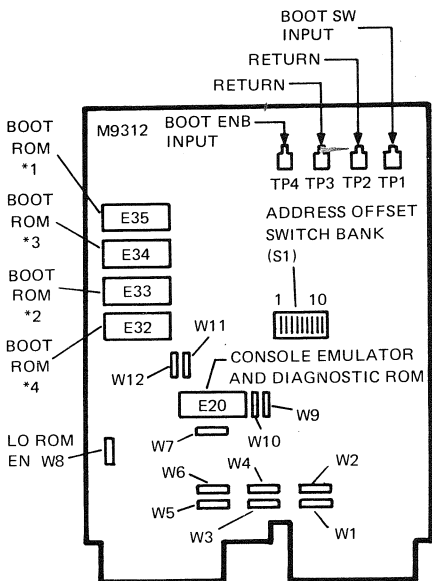 BOOT SW
INPUT
RETURN
RETURN
BOOT ENB
INPUT
M9312
TP4 TP3 TP2 TP1
BOOT
ROM
*1
BOOT
ROM
*3
BOOT
ROM
*2
BOOT
ROM
*4
E35
E34
E33
E32
ADDRESS OFFSET
SWITCH BANK
(S1)
1 10
W11
W12
CONSOLE EMULATOR
AND DIAGNOSTIC ROM
E20
W9
W10
W7
LO ROM
EN W8
W6 W4 W2
W5 W3 W1